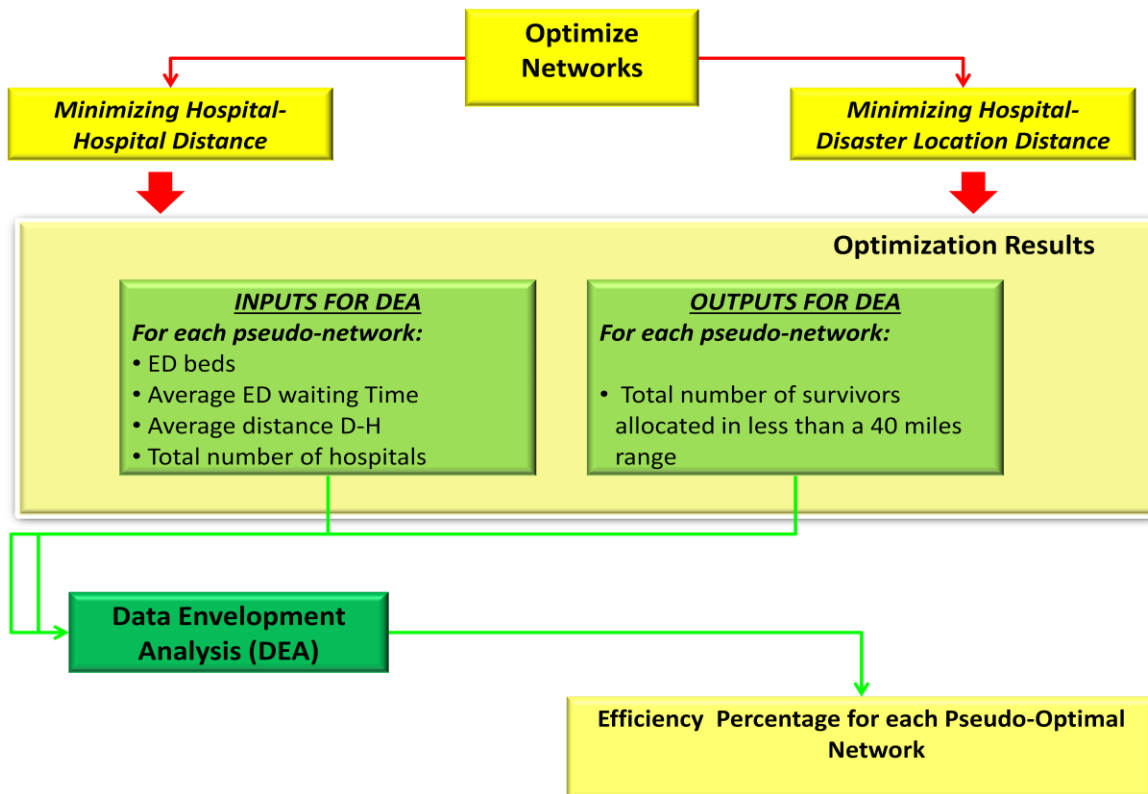 Optimize
Networks
Minimizing Hospital-
Hospital Distance
Minimizing Hospital-
Disaster Location Distance
Optimization Results
INPUTS FOR DEA
For each pseudo-network:
• ED beds
• Average ED waiting Time
• Average distance D-H
• Total number of hospitals
OUTPUTS FOR DEA
For each pseudo-network:
• Total number of survivors
allocated in less than a 40 miles
range
Data Envelopment
Analysis (DEA)
Efficiency Percentage for each Pseudo-Optimal
Network